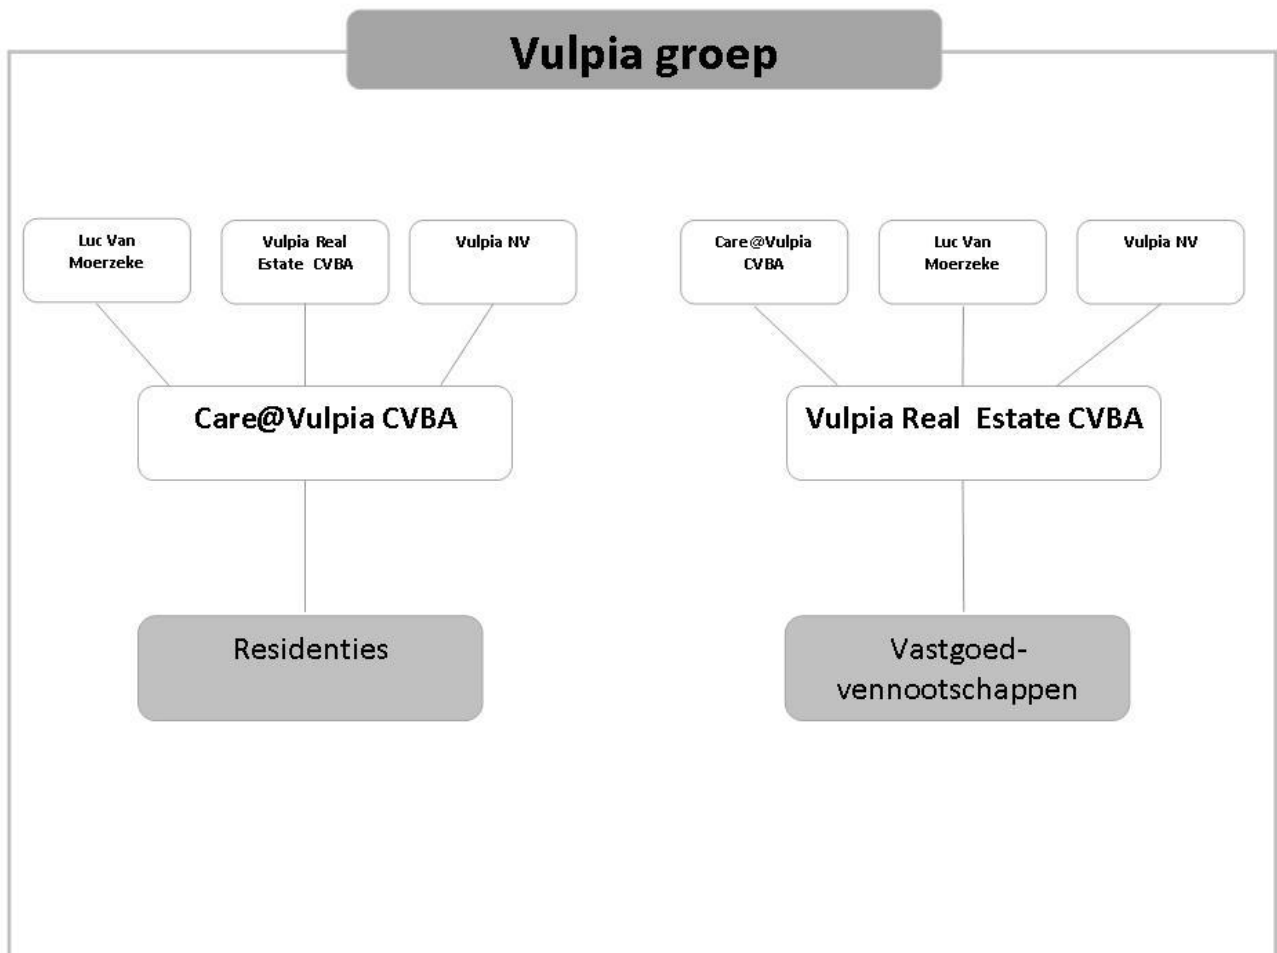 Vulpia groep
Luc Van
Moerzeke
Vulpia Real
Estate CVBA
Vulpia NV
Care@Vulpia
CVBA
Luc Van
Moerzeke
Vulpia NV
Care@Vulpia CVBA
Vulpia Real Estate CVBA
Residenties
Vastgoed-
vennootschappen